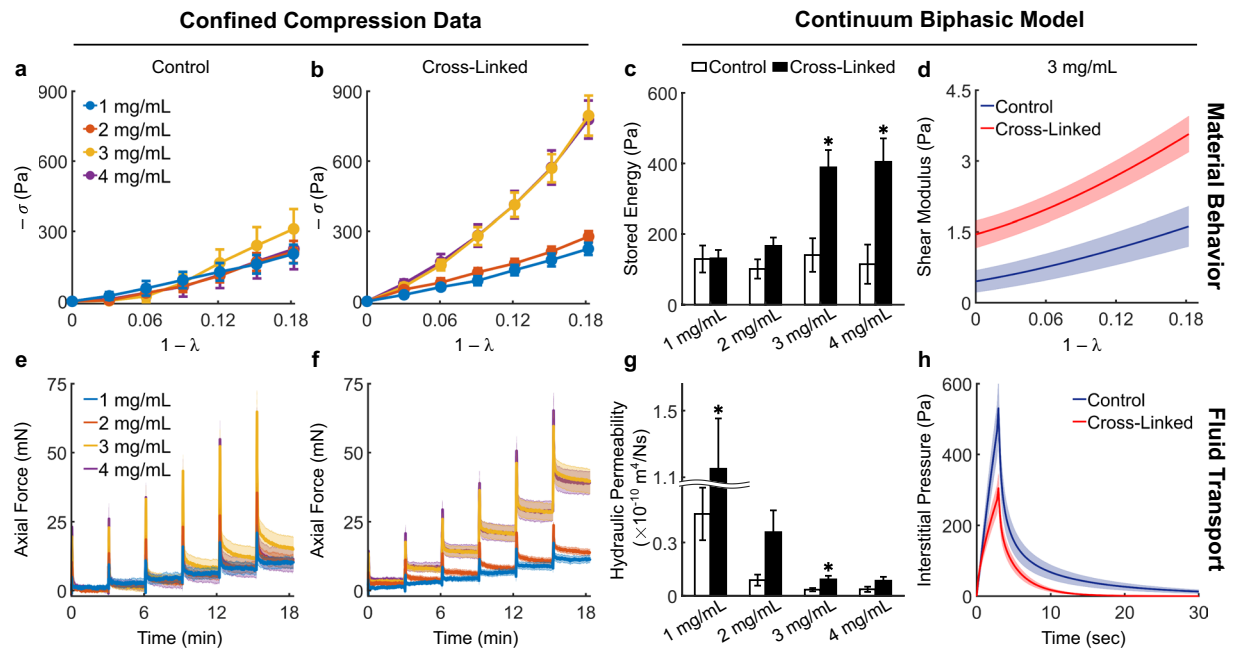 Confined Compression Data
Continuum Biphasic Model
a
Control
900
600
300
0
− σ (Pa)
1 mg/mL
2 mg/mL
3 mg/mL
4 mg/mL
0 0.06 0.12 0.18
1 − λ
b
Cross-Linked
900
600
300
0
− σ (Pa)
0 0.06 0.12 0.18
1 − λ
c
Control Cross-Linked
600
400
200
0
Stored Energy (Pa)
* *
1 mg/mL 2 mg/mL 3 mg/mL 4 mg/mL
d
3 mg/mL
4.5
3
1.5
0
Shear Modulus (Pa)
Control
Cross-Linked
0 0.06 0.12 0.18
1 − λ
Material Behavior
e
75
50
25
0
Axial Force (mN)
1 mg/mL
2 mg/mL
3 mg/mL
4 mg/mL
0 6 12 18
Time (min)
f
75
50
25
0
Axial Force (mN)
0 6 12 18
Time (min)
g
1.5
1.1
0.3
0
Hydraulic Permeability
(×10⁻¹⁰ m⁴/Ns)
* *
1 mg/mL 2 mg/mL 3 mg/mL 4 mg/mL
h
600
400
200
0
Interstitial Pressure (Pa)
Control
Cross-Linked
0 10 20 30
Time (sec)
Fluid Transport